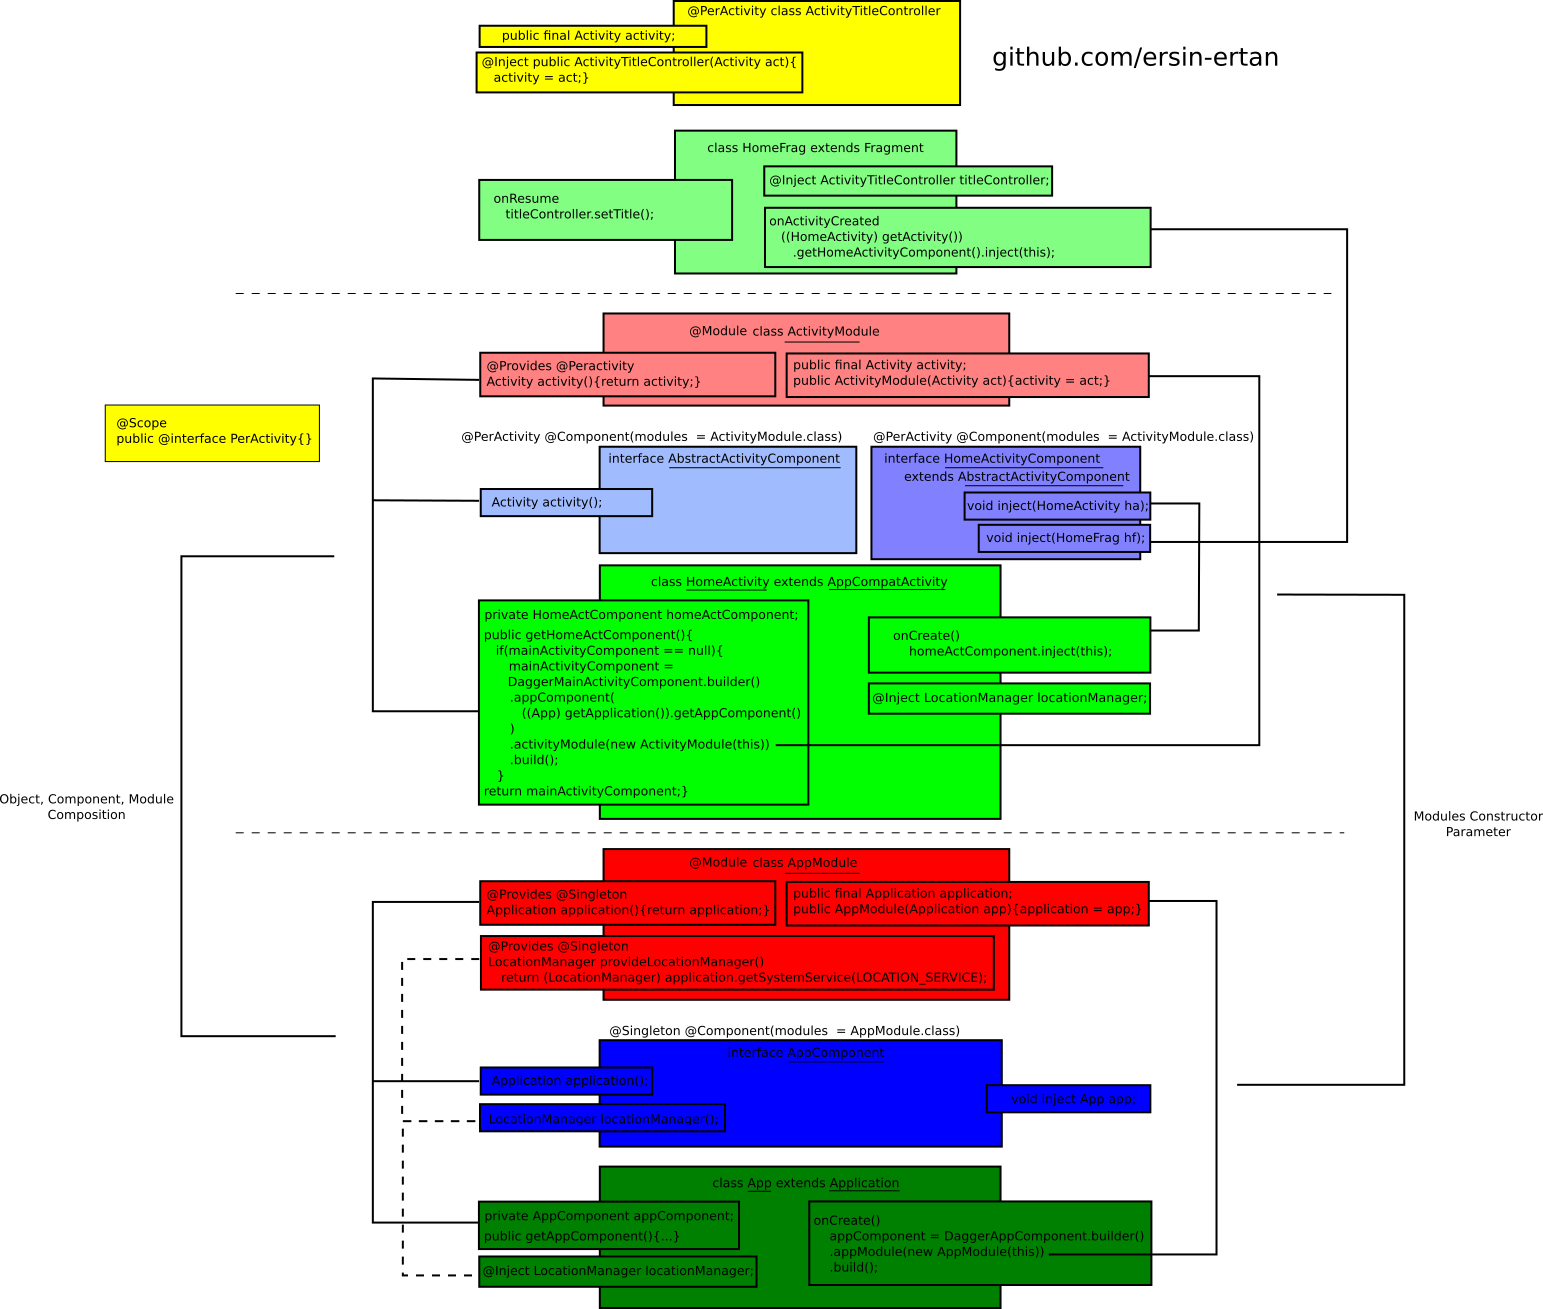 @PerActivity class ActivityTitleController
public final Activity activity;
@Inject public ActivityTitleController(Activity act){
activity = act;}
github.com/ersin-ertan
class HomeFrag extends Fragment
@Inject ActivityTitleController titleController;
onResume
titleController.setTitle();
onActivityCreated
((HomeActivity) getActivity())
.getHomeActivityComponent().inject(this);
@Module class ActivityModule
@Provides @Peractivity
Activity activity(){return activity;}
public final Activity activity;
public ActivityModule(Activity act){activity = act;}
@Scope
public @interface PerActivity{}
@PerActivity @Component(modules  = ActivityModule.class)
interface AbstractActivityComponent
Activity activity();
@PerActivity @Component(modules  = ActivityModule.class)
interface HomeActivityComponent
extends AbstractActivityComponent
void inject(HomeActivity ha);
void inject(HomeFrag hf);
class HomeActivity extends AppCompatActivity
private HomeActComponent homeActComponent;
public getHomeActComponent(){
if(mainActivityComponent == null){
mainActivityComponent =
DaggerMainActivityComponent.builder()
.appComponent(
((App) getApplication()).getAppComponent()
)
.activityModule(new ActivityModule(this))
.build();
}
return mainActivityComponent;}
onCreate()
homeActComponent.inject(this);
@Inject LocationManager locationManager;
Object, Component, Module
Composition
Modules Constructor
Parameter
@Module class AppModule
@Provides @Singleton
Application application(){return application;}
public final Application application;
public AppModule(Application app){application = app;}
@Provides @Singleton
LocationManager provideLocationManager()
return (LocationManager) application.getSystemService(LOCATION_SERVICE);
@Singleton @Component(modules  = AppModule.class)
interface AppComponent
Application application();
LocationManager locationManager();
void inject App app;
class App extends Application
private AppComponent appComponent;
public getAppComponent(){...}
@Inject LocationManager locationManager;
onCreate()
appComponent = DaggerAppComponent.builder()
.appModule(new AppModule(this))
.build();